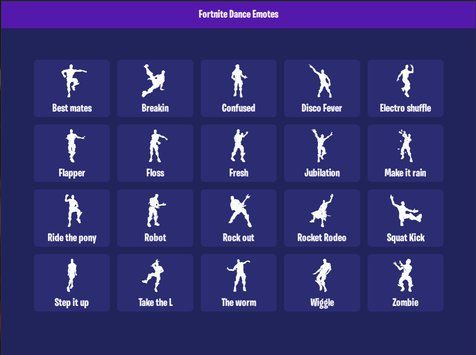 Fortnite Dance Emotes
Best mates
Breakin
Confused
Disco Fever
Electro shuffle
Flapper
Floss
Fresh
Jubilation
Make it rain
Ride the pony
Robot
Rock out
Rocket Rodeo
Squat Kick
Step it up
Take the L
The worm
Wiggle
Zombie